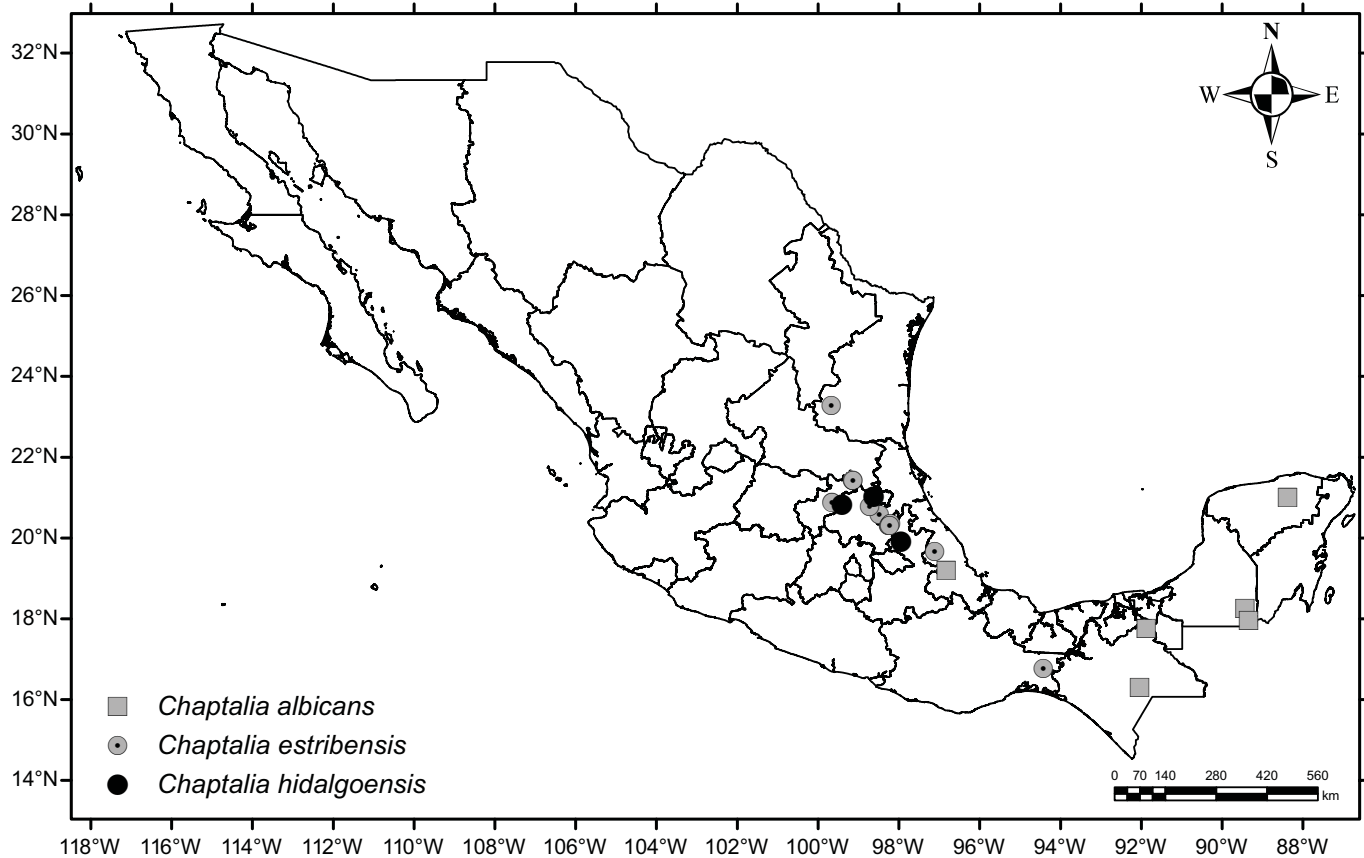 N
W E
S
32°N
30°N
28°N
26°N
24°N
22°N
20°N
18°N
16°N
14°N
Chaptalia albicans
Chaptalia estribensis
Chaptalia hidalgoensis
0 70 140 280 420 560
km
118°W 116°W 114°W 112°W 110°W 108°W 106°W 104°W 102°W 100°W 98°W 96°W 94°W 92°W 90°W 88°W